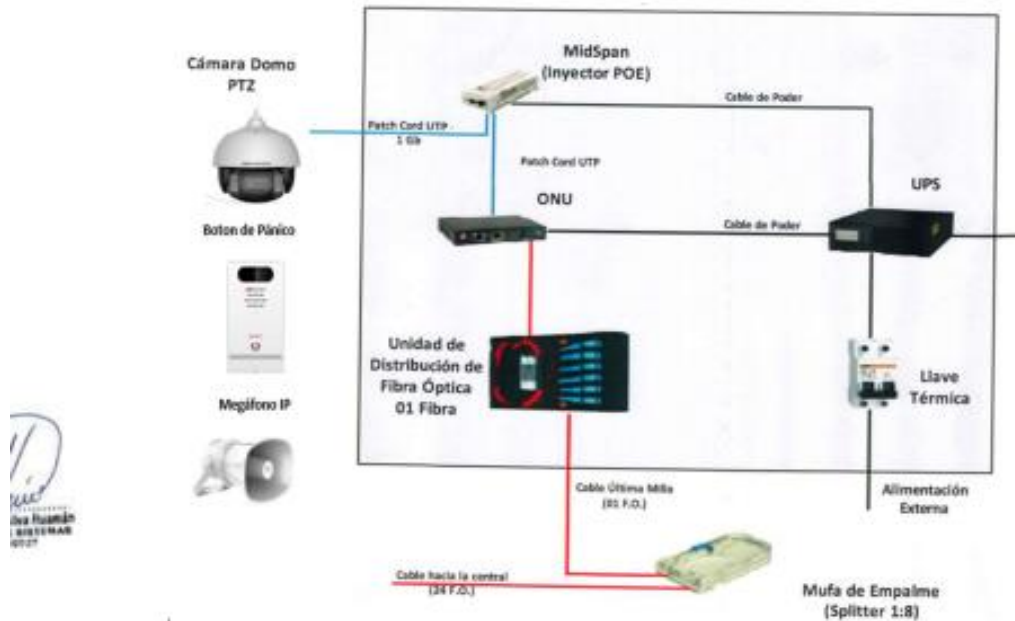 MidSpan
(Inyector POE)
Cámara Domo
PTZ
Cable de Poder
Patch Cord UTP
1 Gb
Patch Cord UTP
UPS
ONU
Cable de Poder
Boton de Pánico
Unidad de
Distribución de
Fibra Óptica
01 Fibra
Llave
Térmica
Megáfono IP
Cable Última Milla
(01 F.O.)
Alimentación
Externa
Cable hacia la central
(24 F.O.)
Mufa de Empalme
(Splitter 1:8)